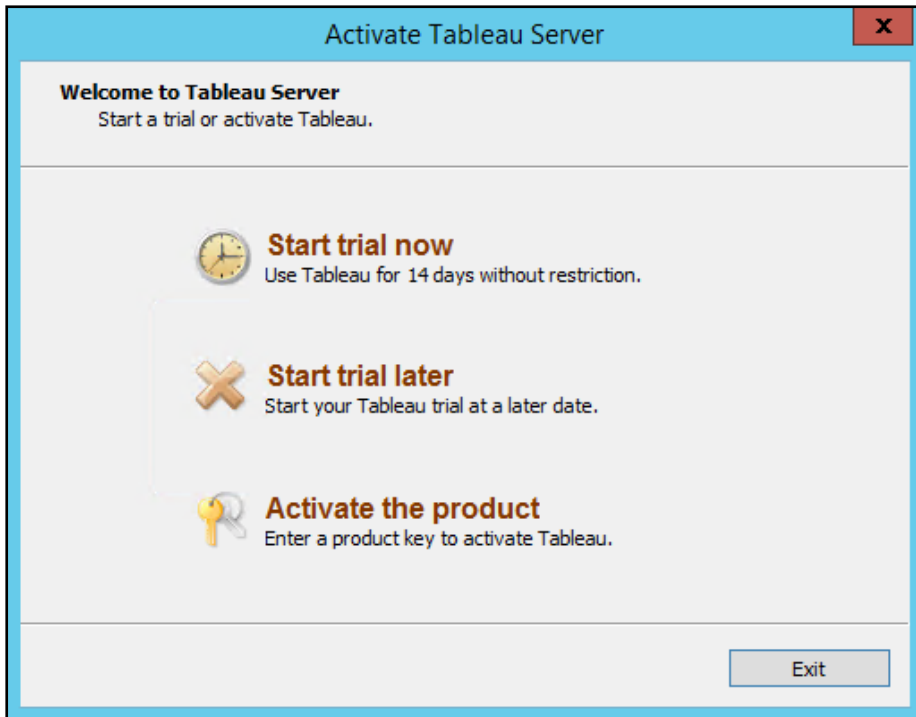 Activate Tableau Server
x
Welcome to Tableau Server
Start a trial or activate Tableau.
Start trial now
Use Tableau for 14 days without restriction.
Start trial later
Start your Tableau trial at a later date.
Activate the product
Enter a product key to activate Tableau.
Exit